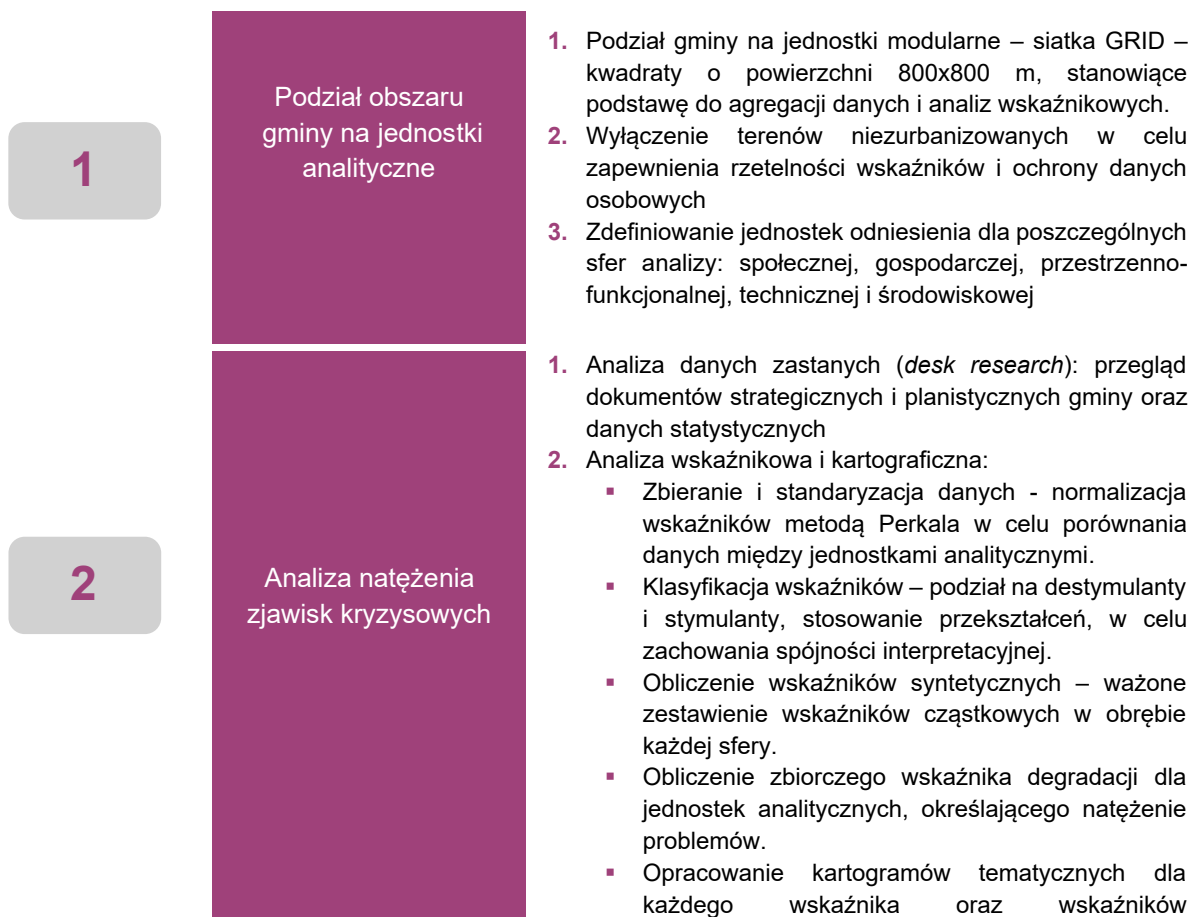 1
Podział obszaru
gminy na jednostki
analityczne
1. Podział gminy na jednostki modularne – siatka GRID –
kwadraty o powierzchni 800x800 m, stanowiące
podstawę do agregacji danych i analiz wskaźnikowych.
2. Wyłączenie terenów niezurbanizowanych w celu
zapewnienia rzetelności wskaźników i ochrony danych
osobowych
3. Zdefiniowanie jednostek odniesienia dla poszczególnych
sfer analizy: społecznej, gospodarczej, przestrzenno-
funkcjonalnej, technicznej i środowiskowej
2
Analiza natężenia
zjawisk kryzysowych
1. Analiza danych zastanych (desk research): przegląd
dokumentów strategicznych i planistycznych gminy oraz
danych statystycznych
2. Analiza wskaźnikowa i kartograficzna:
▪ Zbieranie i standaryzacja danych - normalizacja
wskaźników metodą Perkala w celu porównania
danych między jednostkami analitycznymi.
▪ Klasyfikacja wskaźników – podział na destymulanty
i stymulanty, stosowanie przekształceń, w celu
zachowania spójności interpretacyjnej.
▪ Obliczenie wskaźników syntetycznych – ważone
zestawienie wskaźników cząstkowych w obrębie
każdej sfery.
▪ Obliczenie zbiorczego wskaźnika degradacji dla
jednostek analitycznych, określającego natężenie
problemów.
▪ Opracowanie kartogramów tematycznych dla
każdego wskaźnika oraz wskaźników